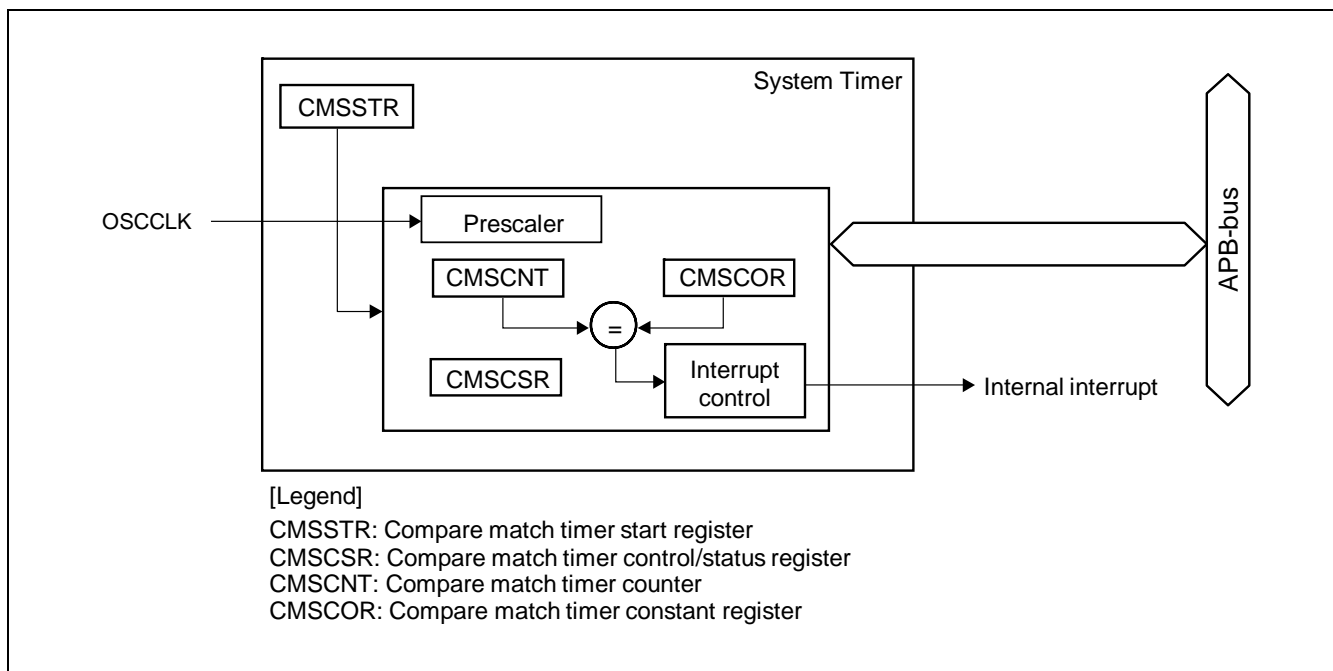 System Timer
CMSSTR
OSCCLK
Prescaler
CMSCNT
CMSCOR
=
CMSCSR
Interrupt
control
Internal interrupt
APB-bus
[Legend]
CMSSTR: Compare match timer start register
CMSCSR: Compare match timer control/status register
CMSCNT: Compare match timer counter
CMSCOR: Compare match timer constant register